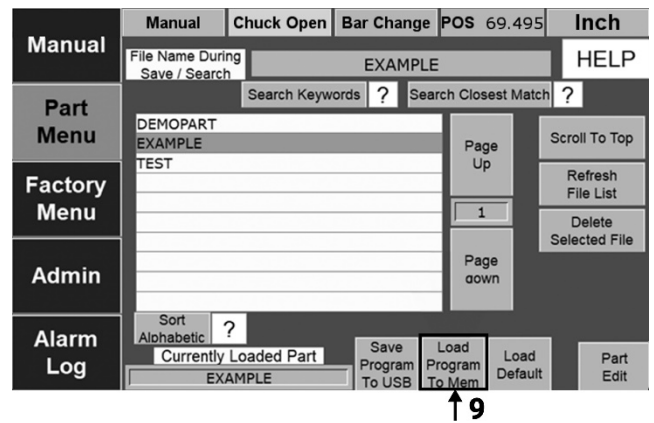 Manual
Part
Menu
Factory
Menu
Admin
Alarm
Log
Manual
Chuck Open
Bar Change
POS 69.495
Inch
File Name During
Save / Search
EXAMPLE
HELP
Search Keywords
?
Search Closest Match
?
DEMOPART
EXAMPLE
TEST
Page
Up
1
Page
down
Scroll To Top
Refresh
File List
Delete
Selected File
Sort
Alphabetic
?
Currently Loaded Part
EXAMPLE
Save
Program
To USB
Load
Program
To Mem
Load
Default
Part
Edit
9